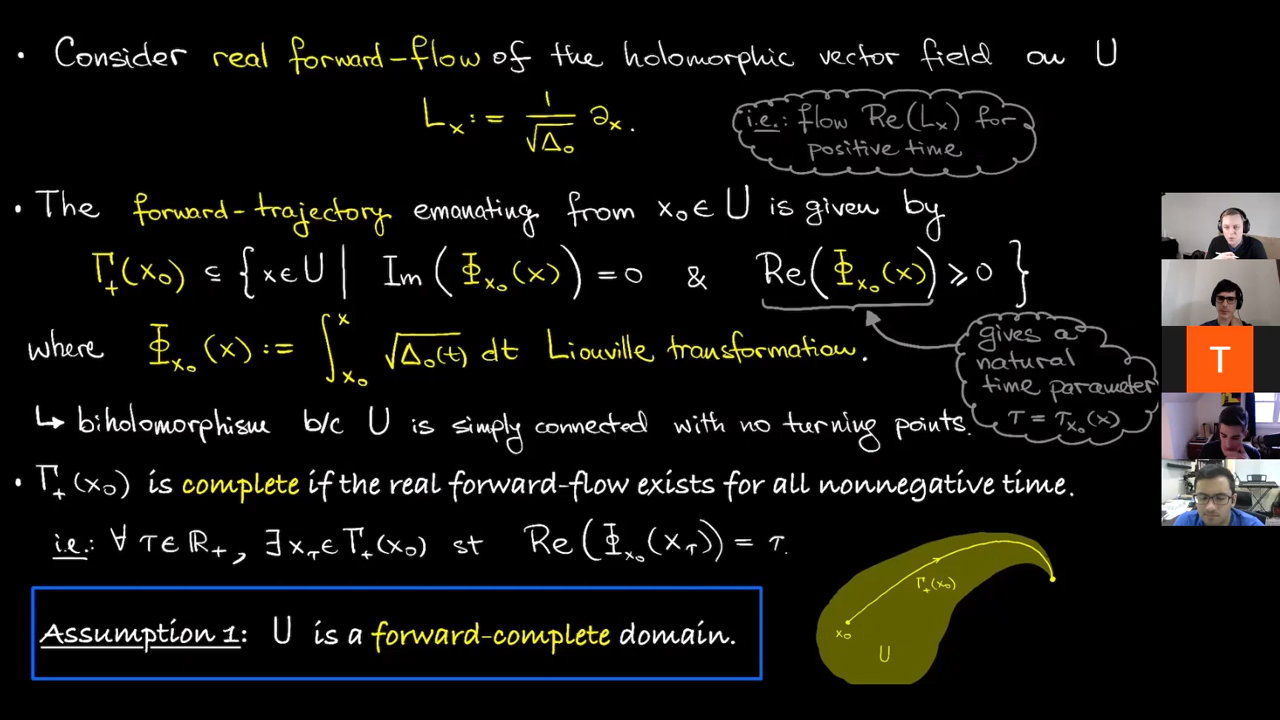 • Consider real forward-flow of the holomorphic vector field on U
L_x := 1/√Δ₀ ∂_x.
i.e.: flow Re(L_x) for
positive time
• The forward-trajectory emanating from x₀ ∈ U is given by
Γ₊(x₀) ⊆ { x ∈ U | Im(Φ_{x₀}(x)) = 0 & Re(Φ_{x₀}(x)) ⩾ 0 }
where Φ_{x₀}(x) := ∫_{x₀}^{x} √Δ₀(t) dt Liouville transformation.
gives a
natural
time parameter
τ = τ_{x₀}(x)
↳ biholomorphism b/c U is simply connected with no turning points.
• Γ₊(x₀) is complete if the real forward-flow exists for all nonnegative time.
i.e.: ∀ τ ∈ ℝ₊, ∃ x_τ ∈ Γ₊(x₀) st Re(Φ_{x₀}(x_τ)) = τ.
Assumption 1: U is a forward-complete domain.
Γ₊(x₀)
x₀
U
T